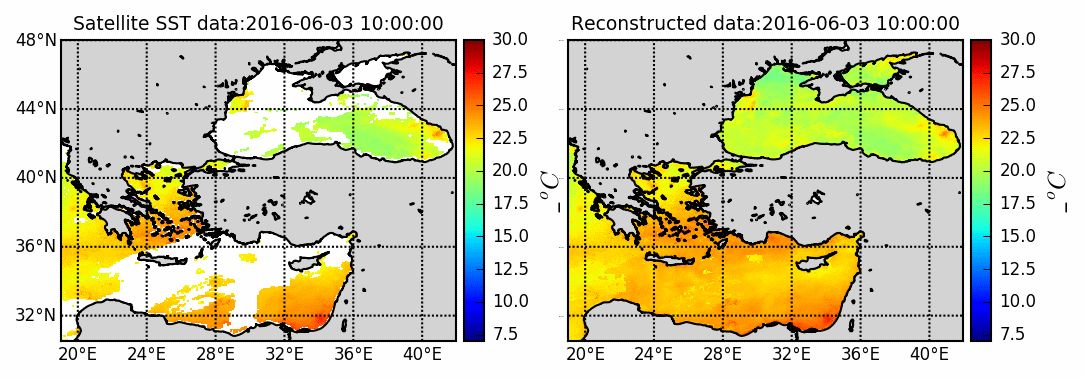 Satellite SST data:2016-06-03 10:00:00
48°N
44°N
40°N
36°N
32°N
20°E 24°E 28°E 32°E 36°E 40°E
30.0
27.5
25.0
22.5
20.0
17.5
15.0
12.5
10.0
7.5
_°C
Reconstructed data:2016-06-03 10:00:00
20°E 24°E 28°E 32°E 36°E 40°E
30.0
27.5
25.0
22.5
20.0
17.5
15.0
12.5
10.0
7.5
_°C